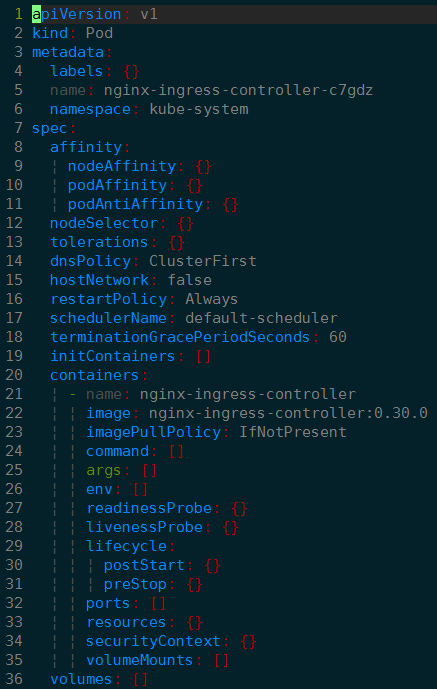 1 apiVersion: v1
2 kind: Pod
3 metadata:
4   labels: {}
5   name: nginx-ingress-controller-c7gdz
6   namespace: kube-system
7 spec:
8   affinity:
9   ¦ nodeAffinity: {}
10   ¦ podAffinity: {}
11   ¦ podAntiAffinity: {}
12   nodeSelector: {}
13   tolerations: {}
14   dnsPolicy: ClusterFirst
15   hostNetwork: false
16   restartPolicy: Always
17   schedulerName: default-scheduler
18   terminationGracePeriodSeconds: 60
19   initContainers: []
20   containers:
21   ¦ - name: nginx-ingress-controller
22   ¦ ¦ image: nginx-ingress-controller:0.30.0
23   ¦ ¦ imagePullPolicy: IfNotPresent
24   ¦ ¦ command: []
25   ¦ ¦ args: []
26   ¦ ¦ env: []
27   ¦ ¦ readinessProbe: {}
28   ¦ ¦ livenessProbe: {}
29   ¦ ¦ lifecycle:
30   ¦ ¦ ¦ postStart: {}
31   ¦ ¦ ¦ preStop: {}
32   ¦ ¦ ports: []
33   ¦ ¦ resources: {}
34   ¦ ¦ securityContext: {}
35   ¦ ¦ volumeMounts: []
36   volumes: []